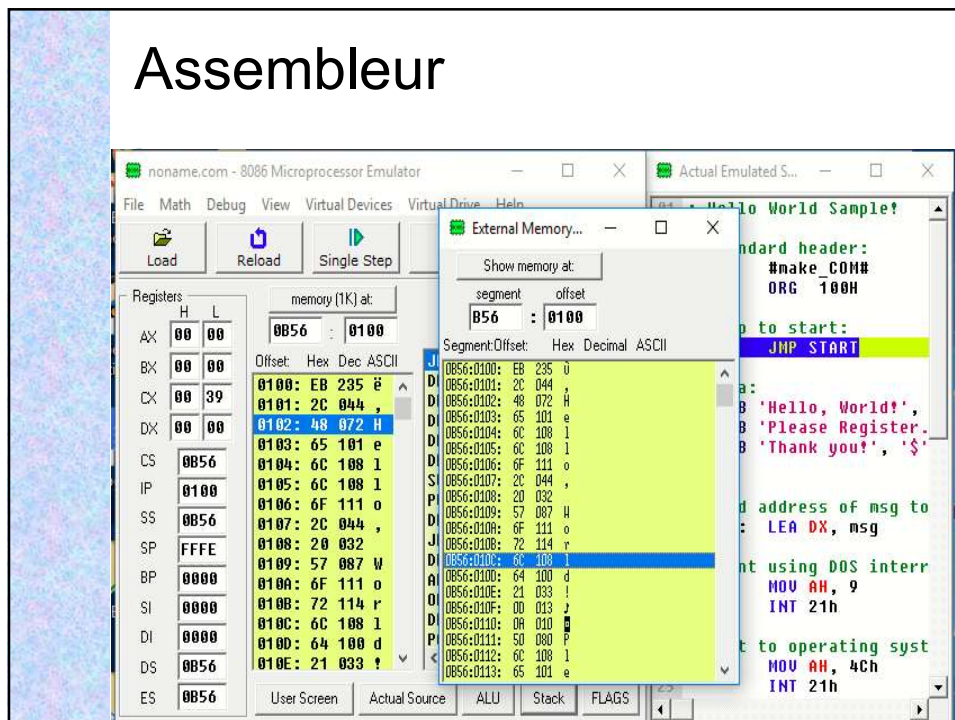 Assembleur
noname.com - 8086 Microprocessor Emulator
File Math Debug View Virtual Devices Virtual Drive Help
Load Reload Single Step
Registers
H L
AX 00 00
BX 00 00
CX 00 39
DX 00 00
CS 0B56
IP 0100
SS 0B56
SP FFFE
BP 0000
SI 0000
DI 0000
DS 0B56
ES 0B56
memory (1K) at:
0B56 : 0100
Offset: Hex Dec ASCII
0100: EB 235 ë
0101: 2C 044 ,
0102: 48 072 H
0103: 65 101 e
0104: 6C 108 l
0105: 6C 108 l
0106: 6F 111 o
0107: 2C 044 ,
0108: 20 032
0109: 57 087 W
010A: 6F 111 o
010B: 72 114 r
010C: 6C 108 l
010D: 64 100 d
010E: 21 033 !
User Screen Actual Source ALU Stack FLAGS
External Memory...
Show memory at:
segment offset
B56 : 0100
Segment:Offset: Hex Decimal ASCII
0B56:0100: EB 235
0B56:0101: 2C 044 ,
0B56:0102: 48 072 H
0B56:0103: 65 101 e
0B56:0104: 6C 108 l
0B56:0105: 6C 108 l
0B56:0106: 6F 111 o
0B56:0107: 2C 044 ,
0B56:0108: 20 032
0B56:0109: 57 087 W
0B56:010A: 6F 111 o
0B56:010B: 72 114 r
0B56:010C: 6C 108 l
0B56:010D: 64 100 d
0B56:010E: 21 033 !
0B56:010F: 0D 013 ♪
0B56:0110: 0A 010 ◙
0B56:0111: 50 080 P
0B56:0112: 6C 108 l
0B56:0113: 65 101 e
Actual Emulated S...
llo World Sample!
ndard header:
#make_COM#
ORG 100H
to start:
JMP START
a:
B 'Hello, World!',
B 'Please Register.
B 'Thank you!', '$'
d address of msg to
: LEA DX, msg
nt using DOS interr
MOV AH, 9
INT 21h
t to operating syst
MOV AH, 4Ch
INT 21h